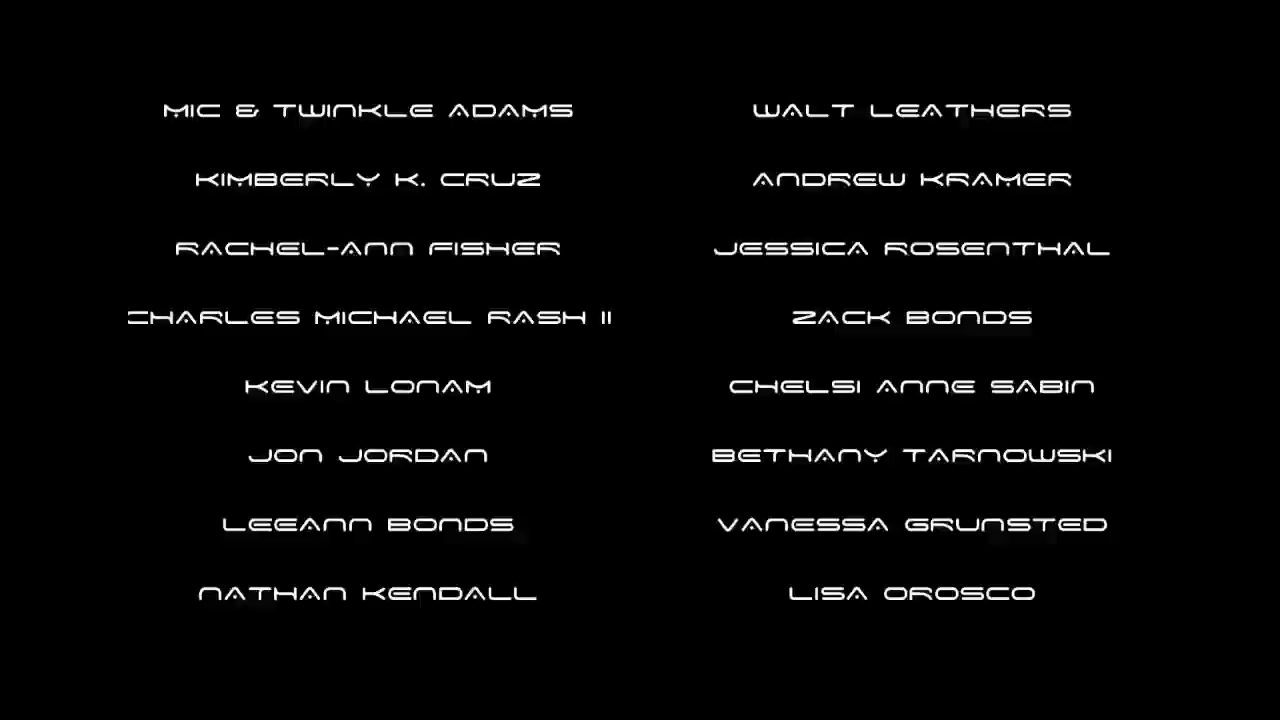 MIC & TWINKLE ADAMS
KIMBERLY K. CRUZ
RACHEL-ANN FISHER
CHARLES MICHAEL RASH II
KEVIN LONAM
JON JORDAN
LEEANN BONDS
NATHAN KENDALL
WALT LEATHERS
ANDREW KRAMER
JESSICA ROSENTHAL
ZACK BONDS
CHELSI ANNE SABIN
BETHANY TARNOWSKI
VANESSA GRUNSTED
LISA OROSCO